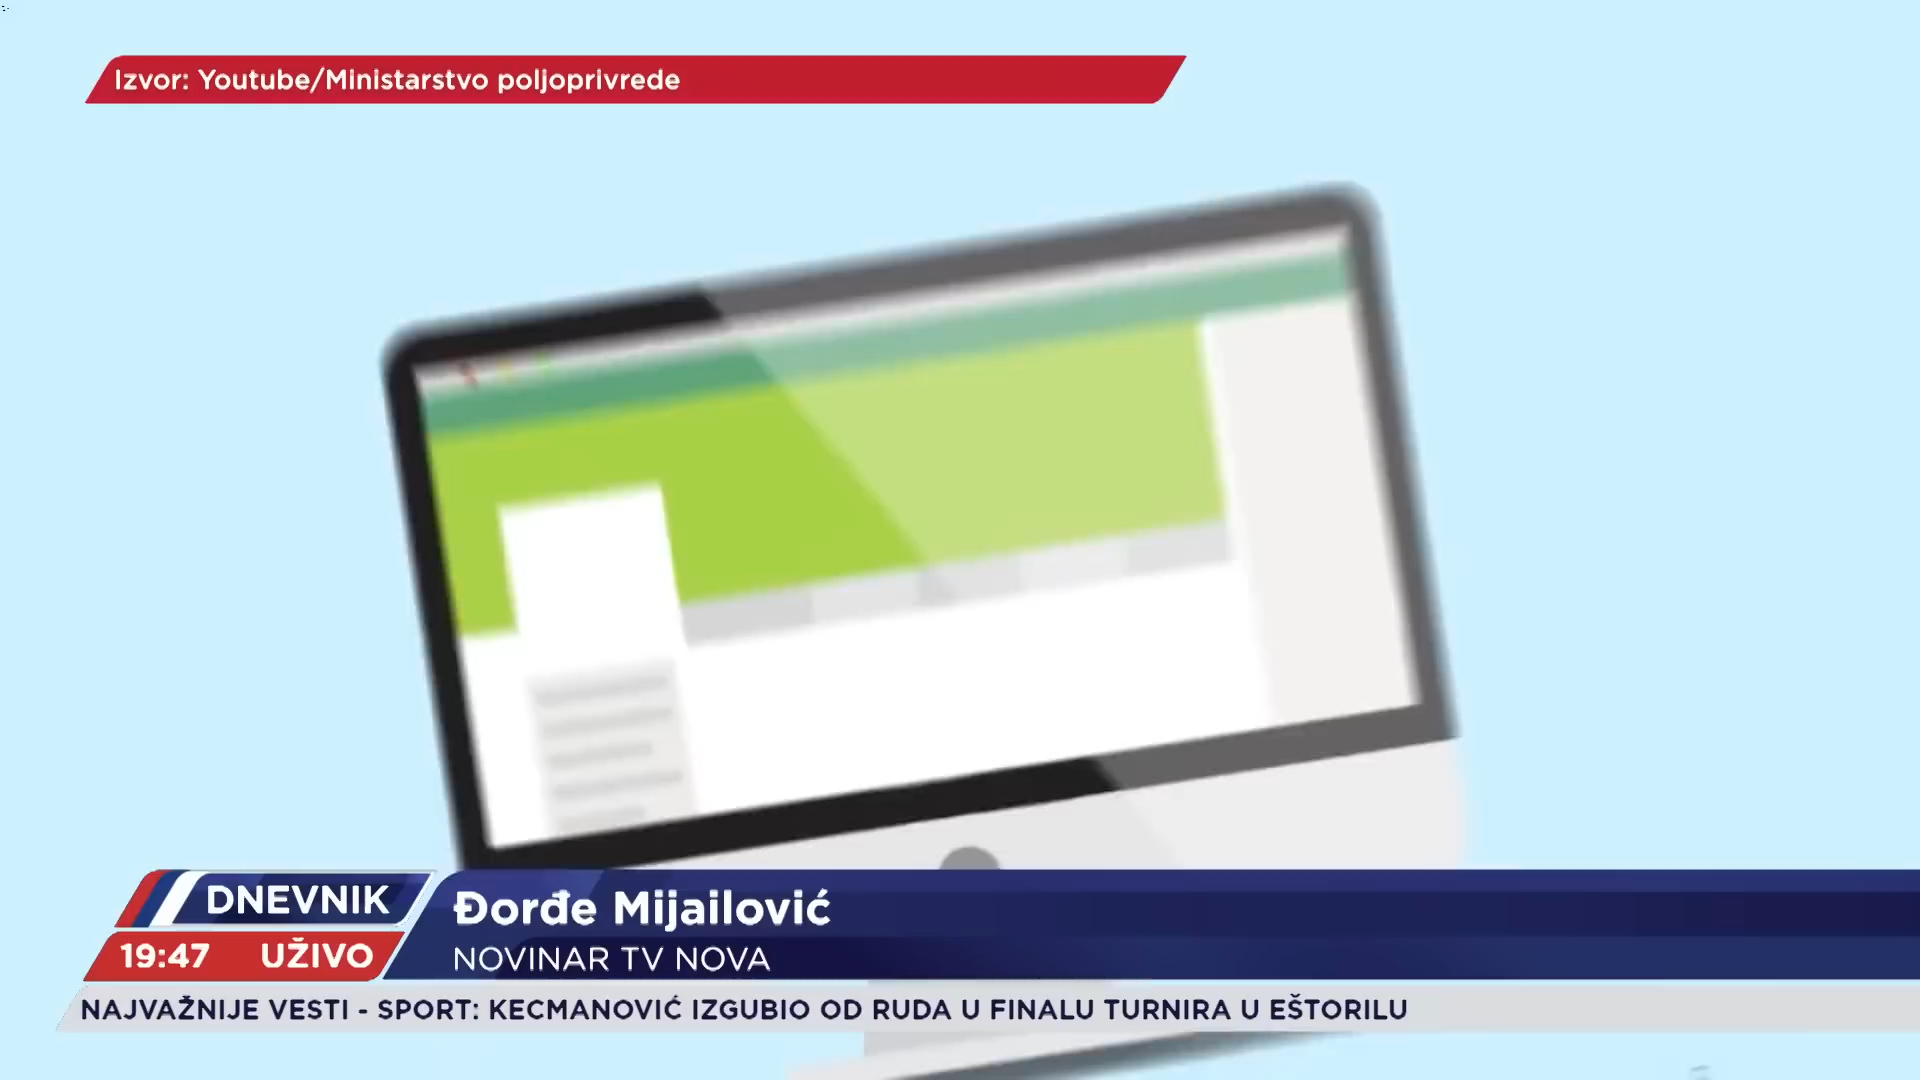 Izvor: Youtube/Ministarstvo poljoprivrede
DNEVNIK
Đorđe Mijailović
19:47 UŽIVO
NOVINAR TV NOVA
NAJVAŽNIJE VESTI - SPORT: KECMANOVIĆ IZGUBIO OD RUDA U FINALU TURNIRA U EŠTORILU